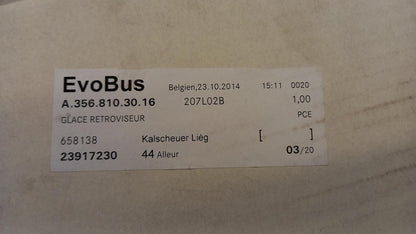 EvoBus Belgien,23.10.2014 15:11 0020
A.356.810.30.16 207L02B 1,00
GLACE RETROVISEUR PCE
658138 Kalscheuer Liég [ ]
23917230 44 Alleur 03/20